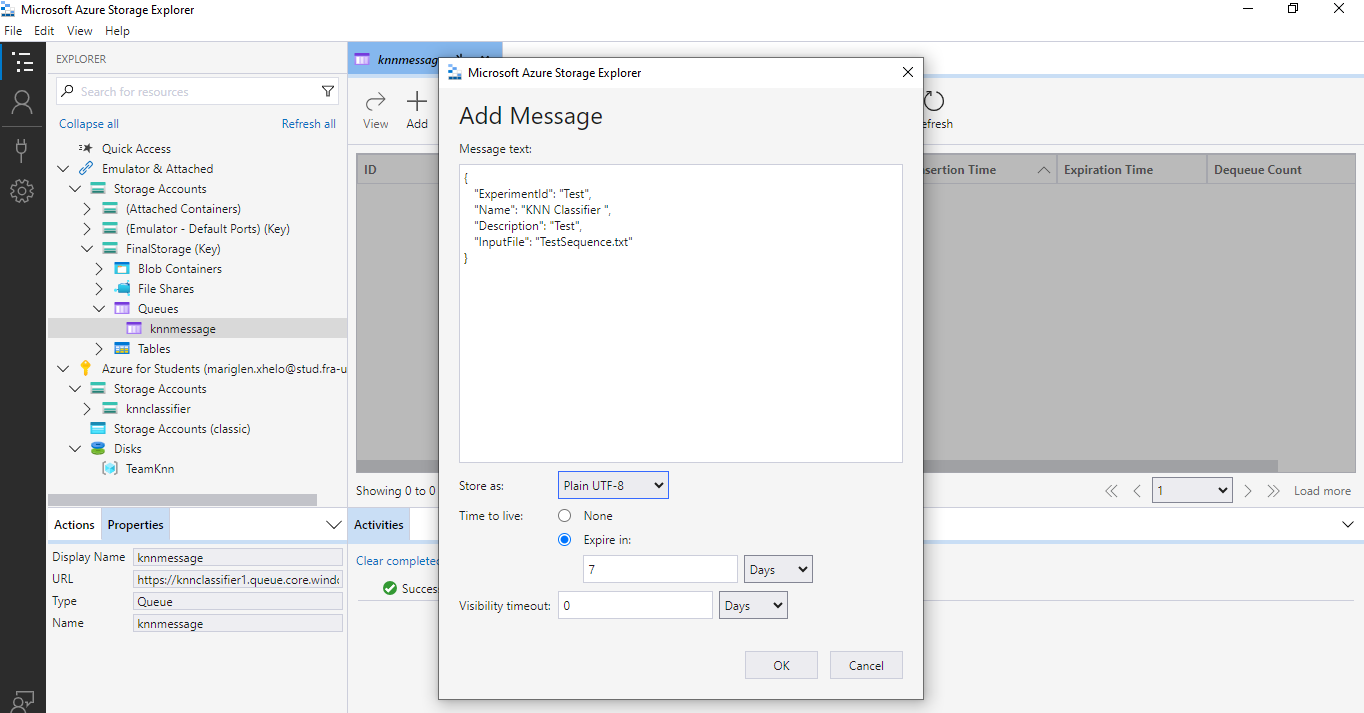 Microsoft Azure Storage Explorer
File Edit View Help
EXPLORER
Search for resources
Collapse all Refresh all
Quick Access
Emulator & Attached
Storage Accounts
(Attached Containers)
(Emulator - Default Ports) (Key)
FinalStorage (Key)
Blob Containers
File Shares
Queues
knnmessage
Tables
Azure for Students (mariglen.xhelo@stud.fra-u
Storage Accounts
knnclassifier
Storage Accounts (classic)
Disks
TeamKnn
Actions Properties
Display Name knnmessage
URL https://knnclassifier1.queue.core.windo
Type Queue
Name knnmessage
knnmessag
View Add efresh
ID sertion Time Expiration Time Dequeue Count
Showing 0 to 0 1 Load more
Activities
Clear completed
Succes
Microsoft Azure Storage Explorer
Add Message
Message text:
{
"ExperimentId": "Test",
"Name": "KNN Classifier ",
"Description": "Test",
"InputFile": "TestSequence.txt"
}
Store as: Plain UTF-8
Time to live: None
Expire in:
7 Days
Visibility timeout: 0 Days
OK Cancel